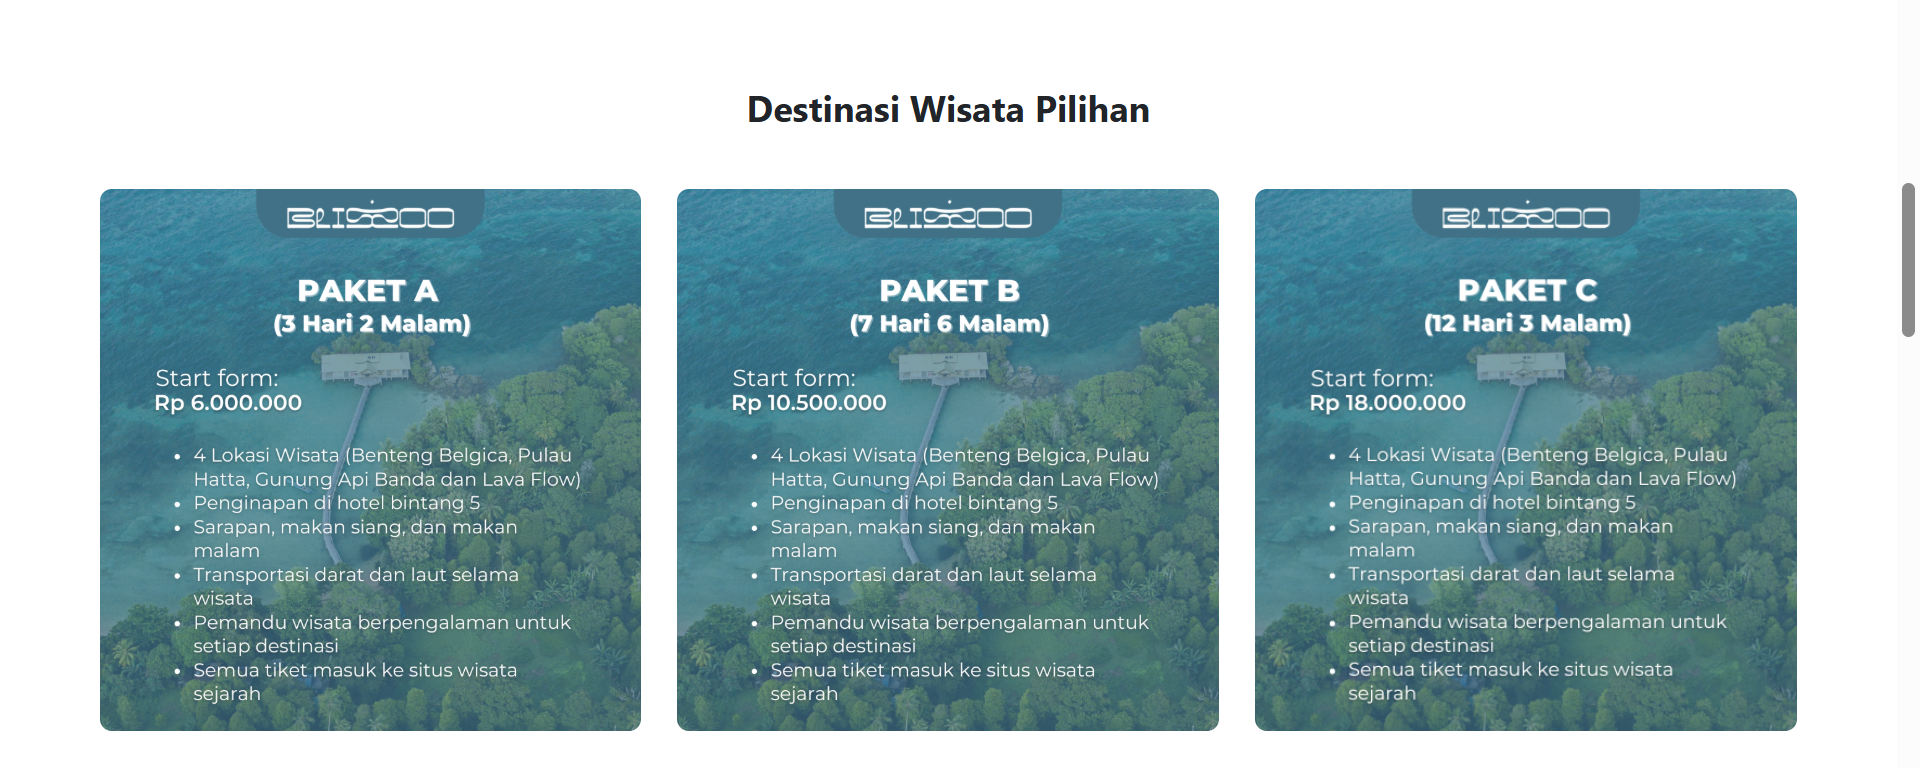 Destinasi Wisata Pilihan
BLISSOO
PAKET A
(3 Hari 2 Malam)
Start form:
Rp 6.000.000
• 4 Lokasi Wisata (Benteng Belgica, Pulau
Hatta, Gunung Api Banda dan Lava Flow)
• Penginapan di hotel bintang 5
• Sarapan, makan siang, dan makan
malam
• Transportasi darat dan laut selama
wisata
• Pemandu wisata berpengalaman untuk
setiap destinasi
• Semua tiket masuk ke situs wisata
sejarah
BLISSOO
PAKET B
(7 Hari 6 Malam)
Start form:
Rp 10.500.000
• 4 Lokasi Wisata (Benteng Belgica, Pulau
Hatta, Gunung Api Banda dan Lava Flow)
• Penginapan di hotel bintang 5
• Sarapan, makan siang, dan makan
malam
• Transportasi darat dan laut selama
wisata
• Pemandu wisata berpengalaman untuk
setiap destinasi
• Semua tiket masuk ke situs wisata
sejarah
BLISSOO
PAKET C
(12 Hari 3 Malam)
Start form:
Rp 18.000.000
• 4 Lokasi Wisata (Benteng Belgica, Pulau
Hatta, Gunung Api Banda dan Lava Flow)
• Penginapan di hotel bintang 5
• Sarapan, makan siang, dan makan
malam
• Transportasi darat dan laut selama
wisata
• Pemandu wisata berpengalaman untuk
setiap destinasi
• Semua tiket masuk ke situs wisata
sejarah